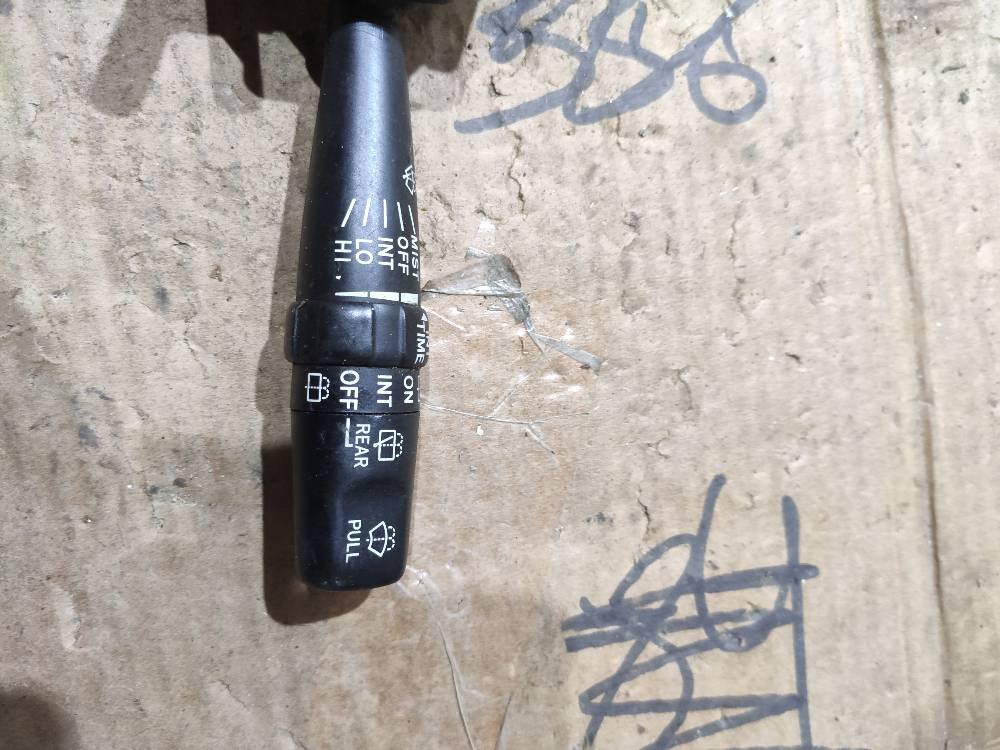 MIST
OFF
INT
LO
HI
TIME
ON
INT
OFF
REAR
PULL